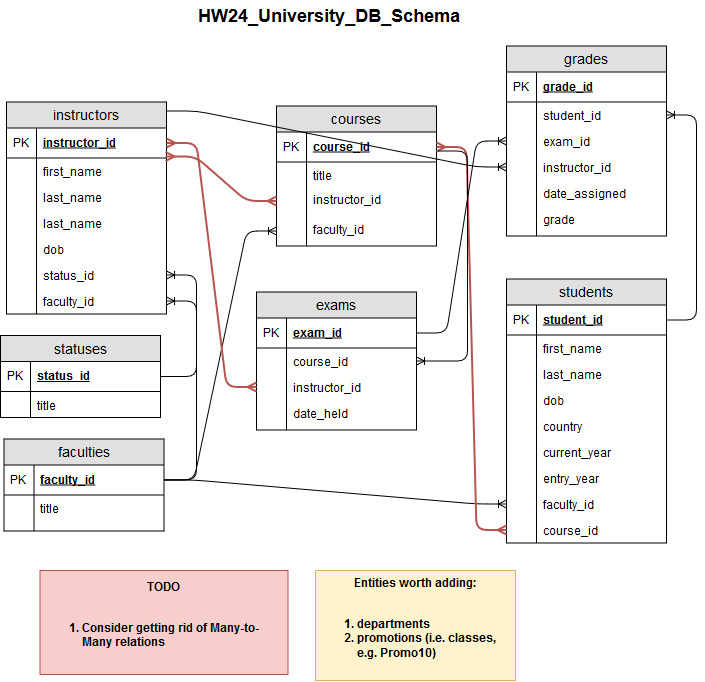 HW24_University_DB_Schema
instructors
PK instructor_id
first_name
last_name
last_name
dob
status_id
faculty_id
statuses
PK status_id
title
faculties
PK faculty_id
title
courses
PK course_id
title
instructor_id
faculty_id
exams
PK exam_id
course_id
instructor_id
date_held
grades
PK grade_id
student_id
exam_id
instructor_id
date_assigned
grade
students
PK student_id
first_name
last_name
dob
country
current_year
entry_year
faculty_id
course_id
TODO
1. Consider getting rid of Many-to-
Many relations
Entities worth adding:
1. departments
2. promotions (i.e. classes,
e.g. Promo10)